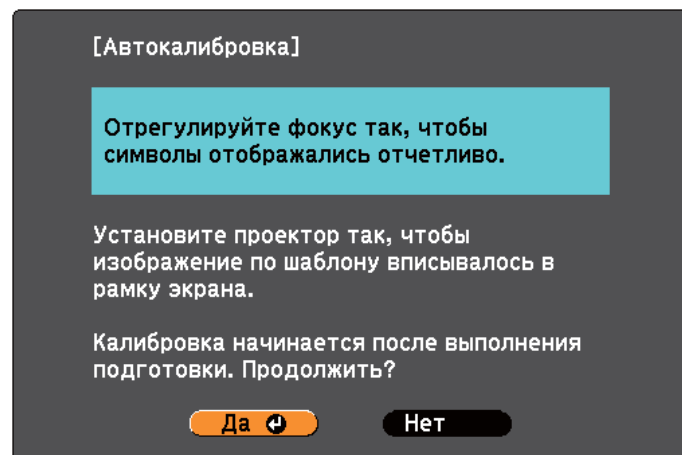 [Автокалибровка]
Отрегулируйте фокус так, чтобы
символы отображались отчетливо.
Установите проектор так, чтобы
изображение по шаблону вписывалось в
рамку экрана.
Калибровка начинается после выполнения
подготовки. Продолжить?
Да Нет